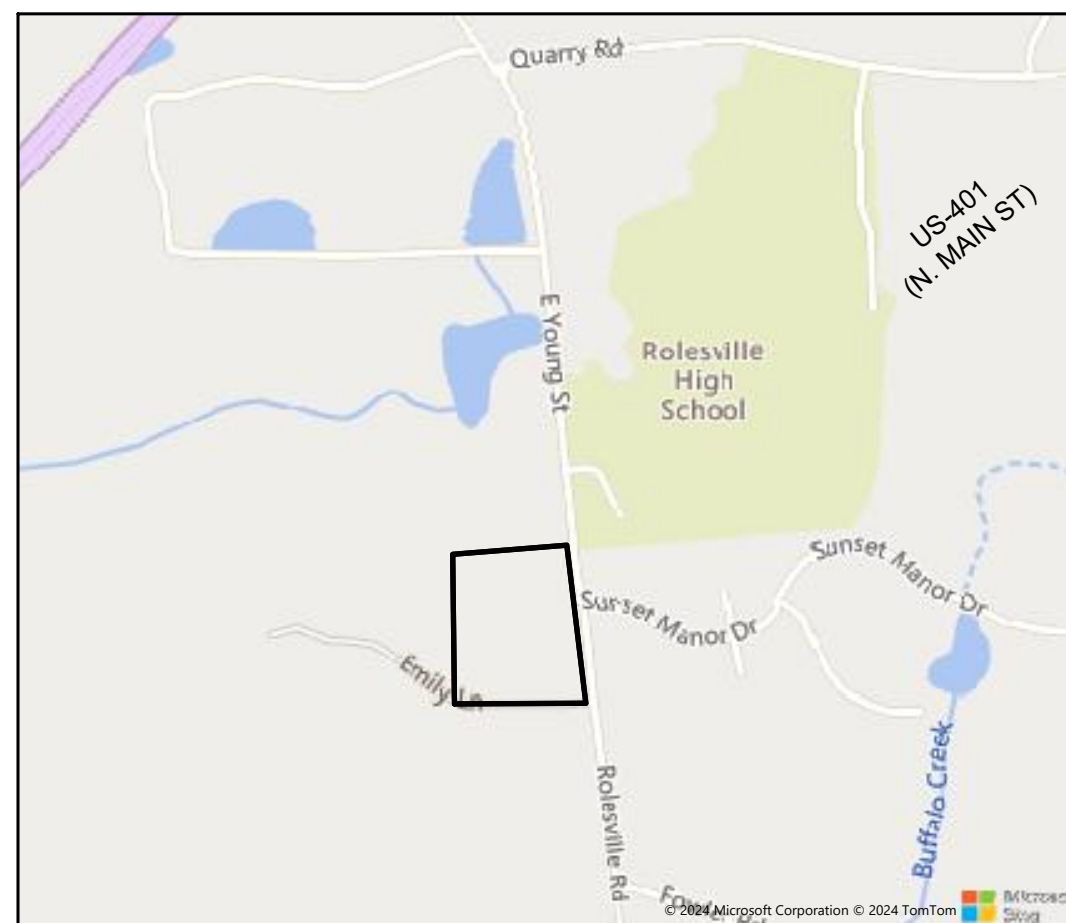 Quarry Rd
US-401
(N. MAIN ST)
E Young St
Rolesville
High
School
Sunset Manor Dr
Sunset Manor Dr
Emily Ln
Buffalo Creek
Rolesville Rd
© 2024 Microsoft Corporation © 2024 TomTom